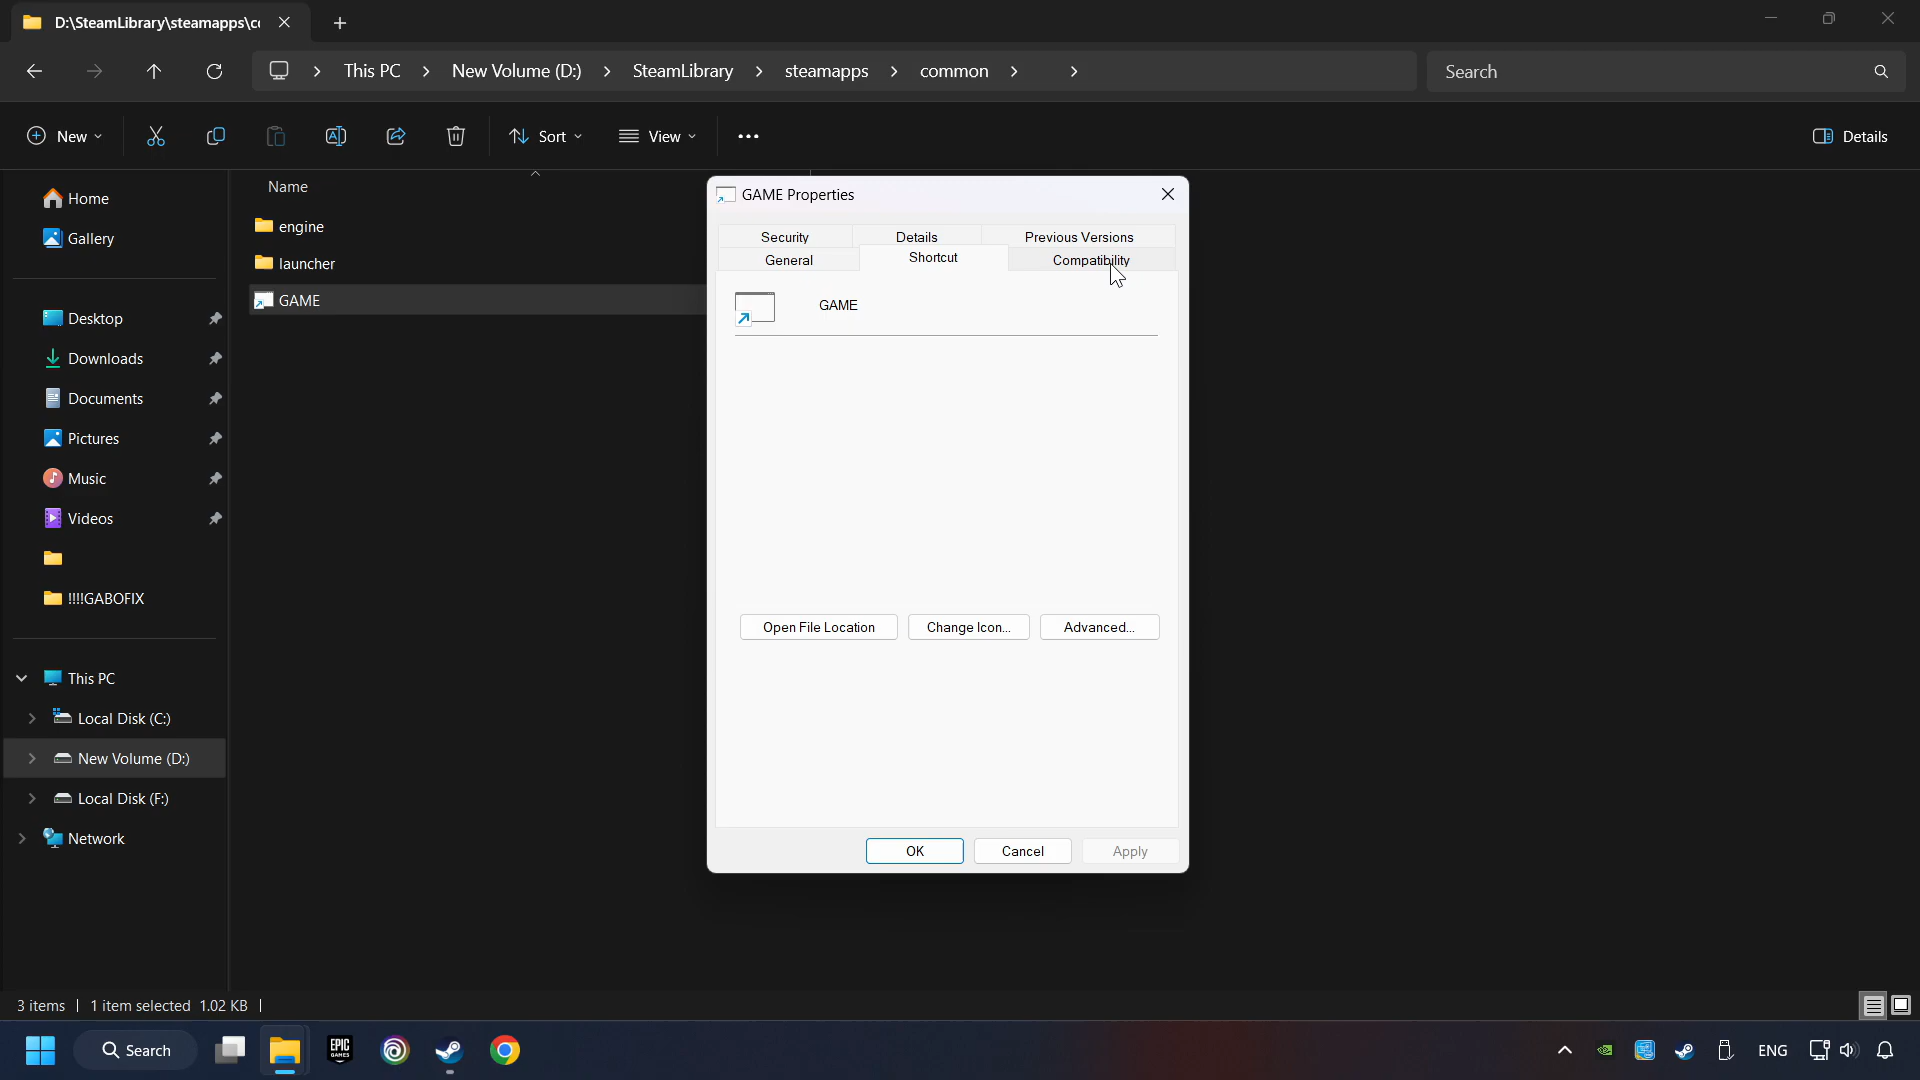 D:\SteamLibrary\steamapps\co
This PC
New Volume (D:)
SteamLibrary
steamapps
common
Search
New
Sort
View
Details
Home
Gallery
Desktop
Downloads
Documents
Pictures
Music
Videos
!!!!GABOFIX
This PC
Local Disk (C:)
New Volume (D:)
Local Disk (F:)
Network
Name
engine
launcher
GAME
GAME Properties
Security
Details
Previous Versions
General
Shortcut
Compatibility
GAME
Open File Location
Change Icon...
Advanced...
OK
Cancel
Apply
3 items
1 item selected 1.02 KB
Search
EPIC
GAMES
ENG